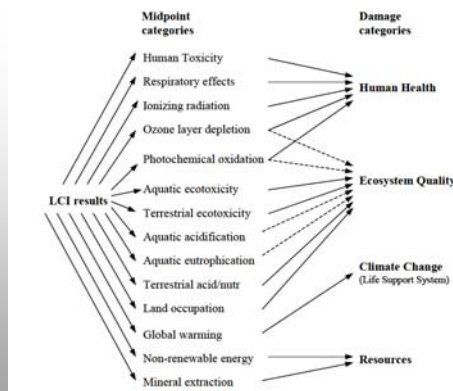 Midpoint
categories
Damage
categories
Human Toxicity
Respiratory effects
Ionizing radiation
Ozone layer depletion
Photochemical oxidation
Aquatic ecotoxicity
Terrestrial ecotoxicity
Aquatic acidification
Aquatic eutrophication
Terrestrial acid/nutr
Land occupation
Global warming
Non-renewable energy
Mineral extraction
LCI results
Human Health
Ecosystem Quality
Climate Change
(Life Support System)
Resources